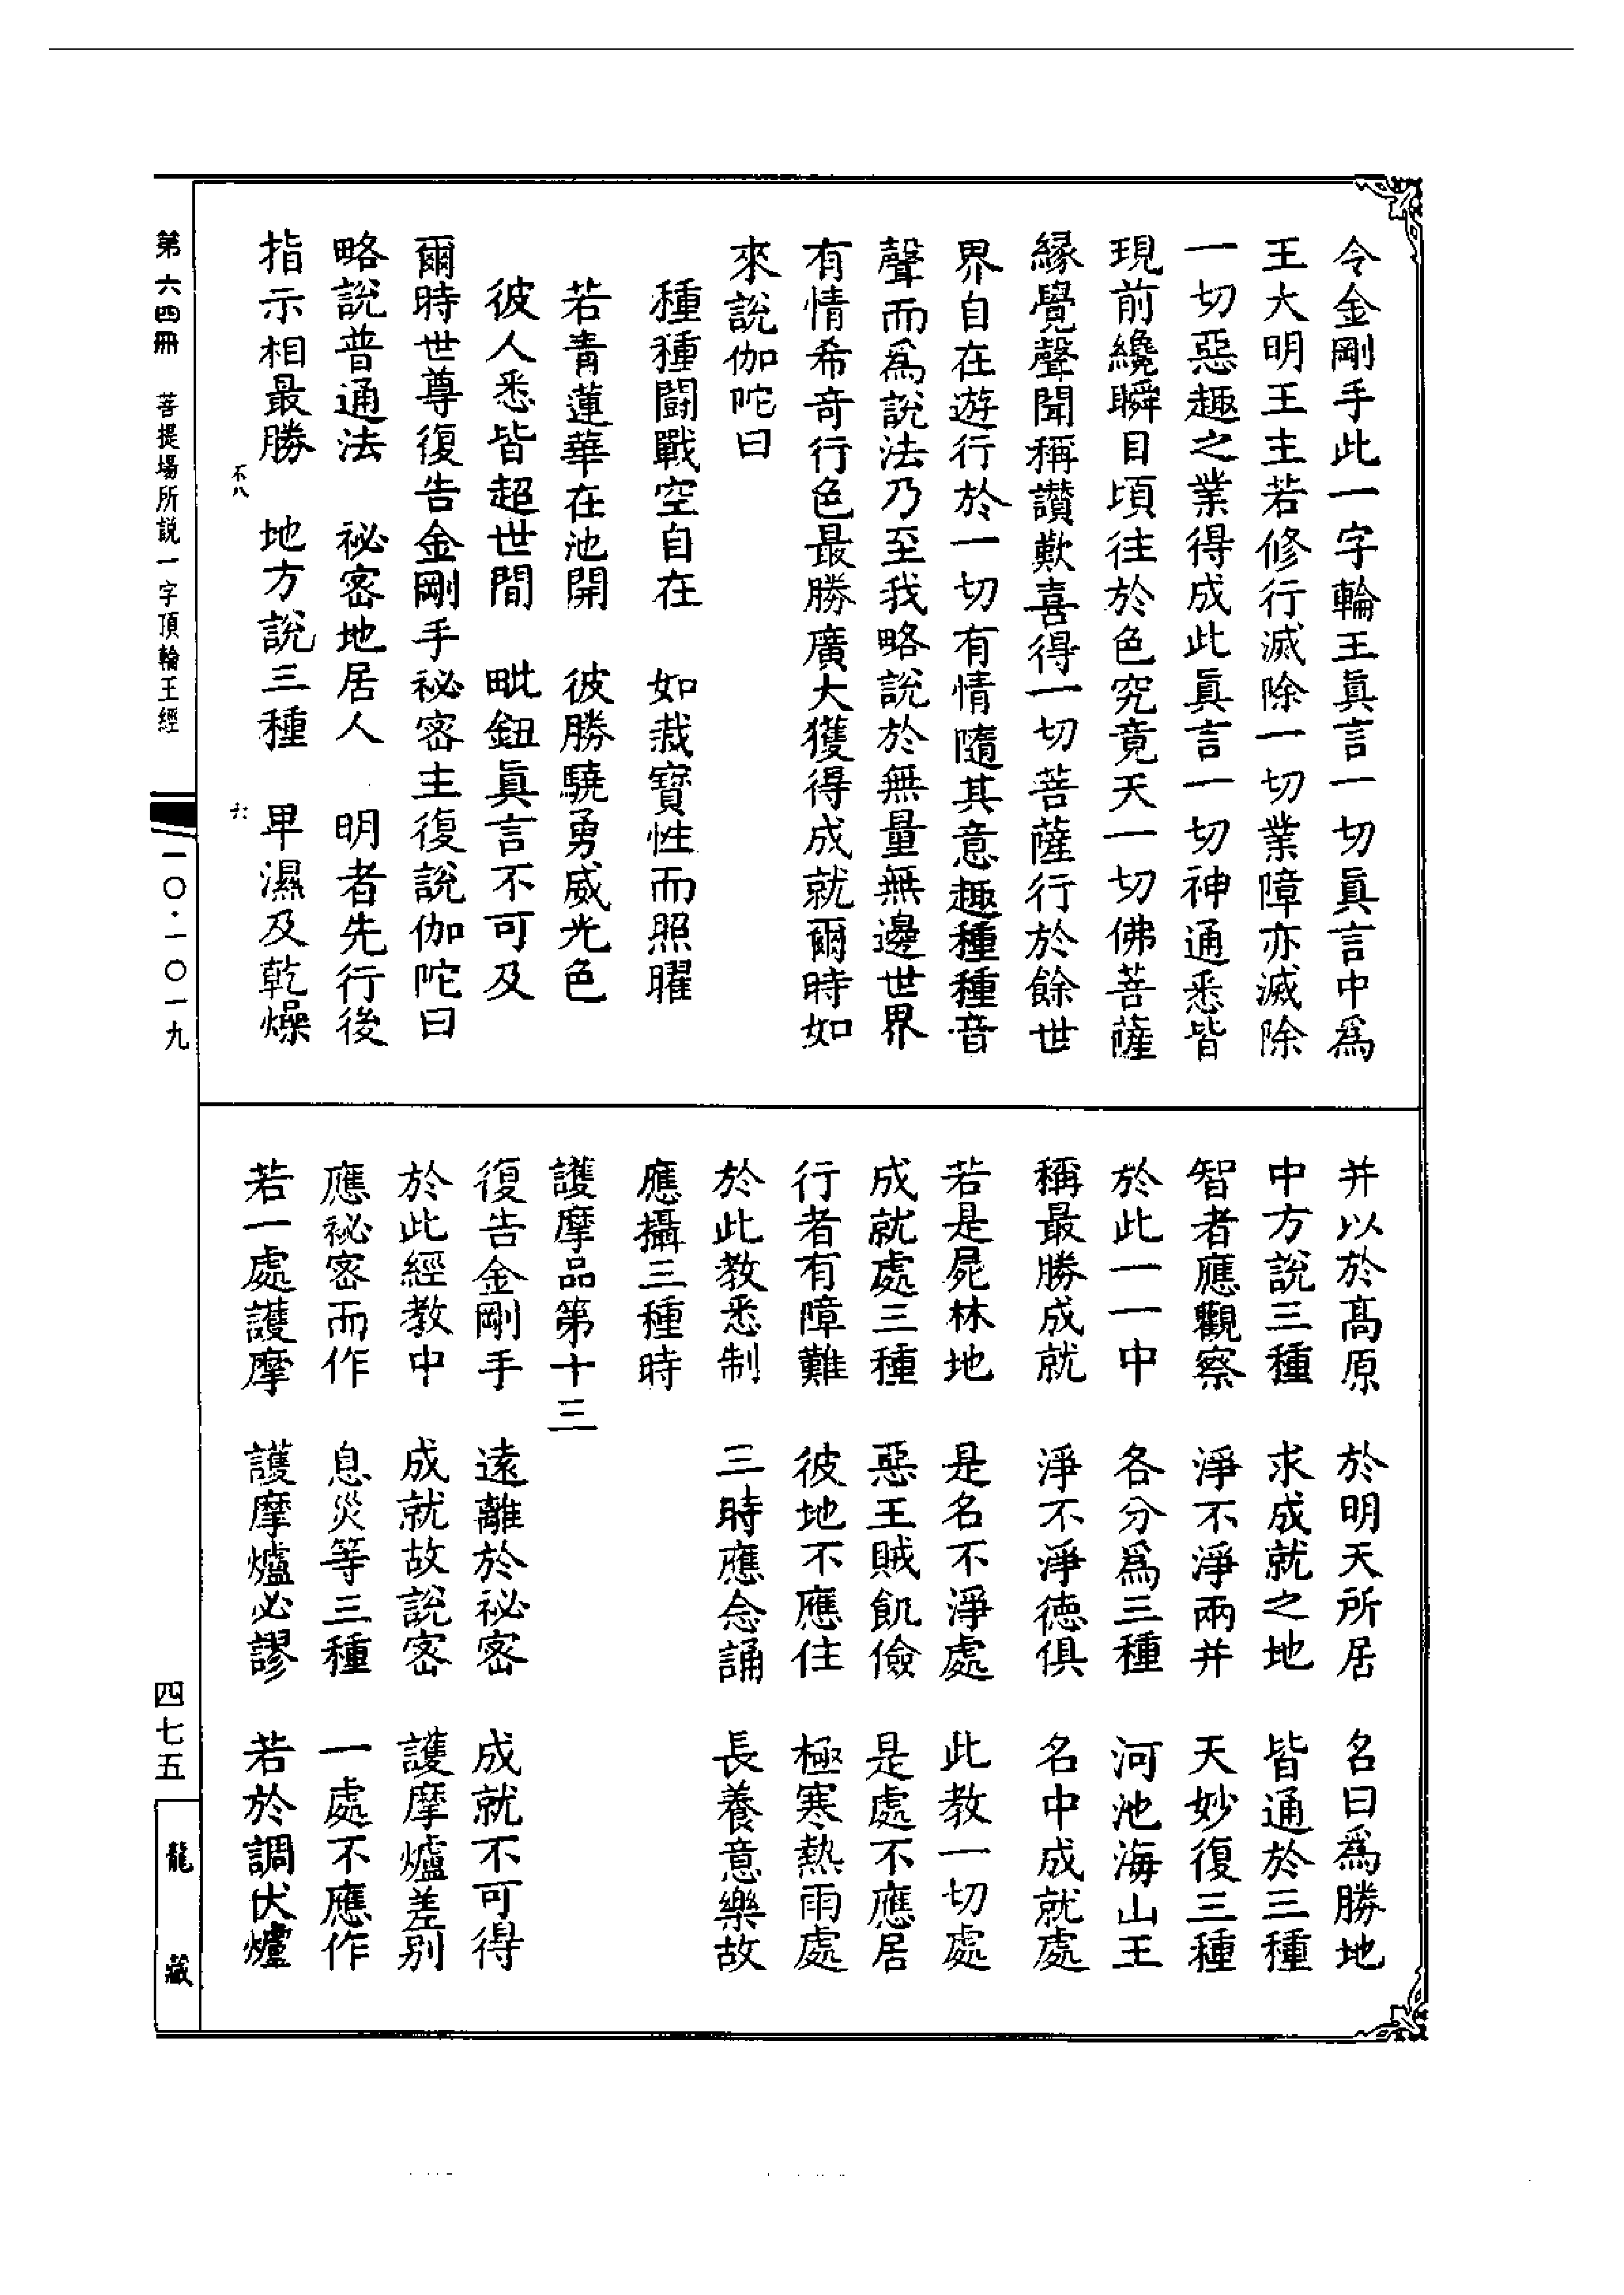 令金剛手此一字輪王眞言一切眞言中爲
王大明王主若修行滅除一切業障亦滅除
一切惡趣之業得成此眞言一切神通悉皆
現前纔瞬目頃往於色究竟天一切佛菩薩
緣覺聲聞稱讚歎喜得一切菩薩行於餘世
界自在遊行於一切有情隨其意趣種種音
聲而爲說法乃至我略說於無量無邊世界
有情希奇行色最勝廣大獲得成就爾時如
來說伽陀曰
種種鬪戰空自在　如烖寶性而照曜
若青蓮華在池開　彼勝驍勇威光色
彼人悉皆超世間　毗鈕眞言不可及
爾時世尊復告金剛手祕密主復說伽陀曰
略說普通法　祕密地居人　明者先行後
指示相最勝　地方說三種　卑濕及乾燥
不八　六
并以於高原　於明天所居　名曰爲勝地
中方說三種　求成就之地　皆通於三種
智者應觀察　淨不淨兩并　天妙復三種
於此一一中　各分爲三種　河池海山王
稱最勝成就　淨不淨德俱　名中成就處
若是屍林地　是名不淨處　此教一切處
成就處三種　惡王賊飢儉　是處不應居
行者有障難　彼地不應住　極寒熱雨處
於此教悉制　三時應念誦　長養意樂故
應攝三種時
護摩品第十三
復告金剛手　遠離於祕密　成就不可得
於此經教中　成就故說密　護摩爐差别
應祕密而作　息災等三種　一處不應作
若一處護摩　護摩爐必謬　若於調伏爐
第六四冊　菩提場所説一字頂輪王經
一〇·一〇一九
四七五
龍藏